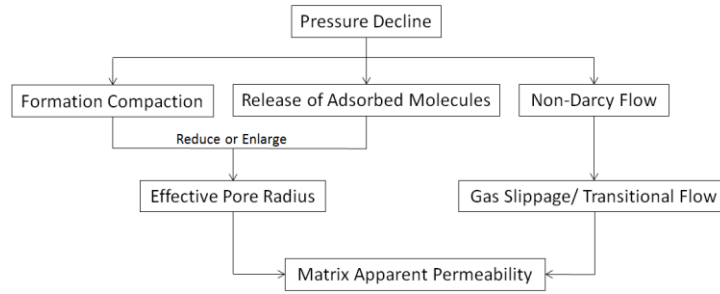 Pressure Decline
Formation Compaction
Release of Adsorbed Molecules
Non-Darcy Flow
Reduce or Enlarge
Effective Pore Radius
Gas Slippage/ Transitional Flow
Matrix Apparent Permeability